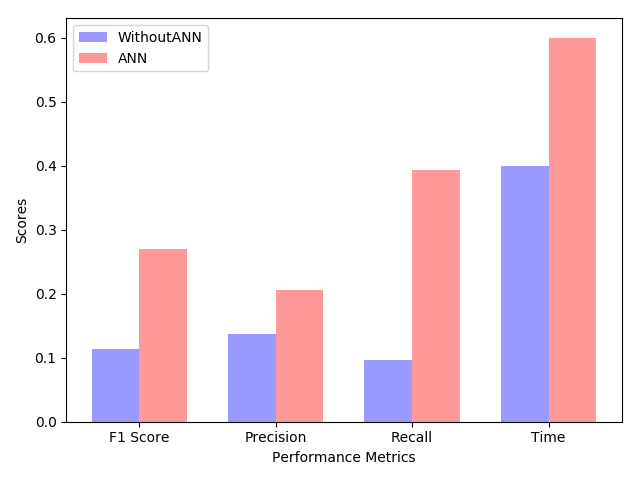 WithoutANN
ANN
0.6
0.5
0.4
0.3
0.2
0.1
0.0
Scores
F1 Score Precision Recall Time
Performance Metrics